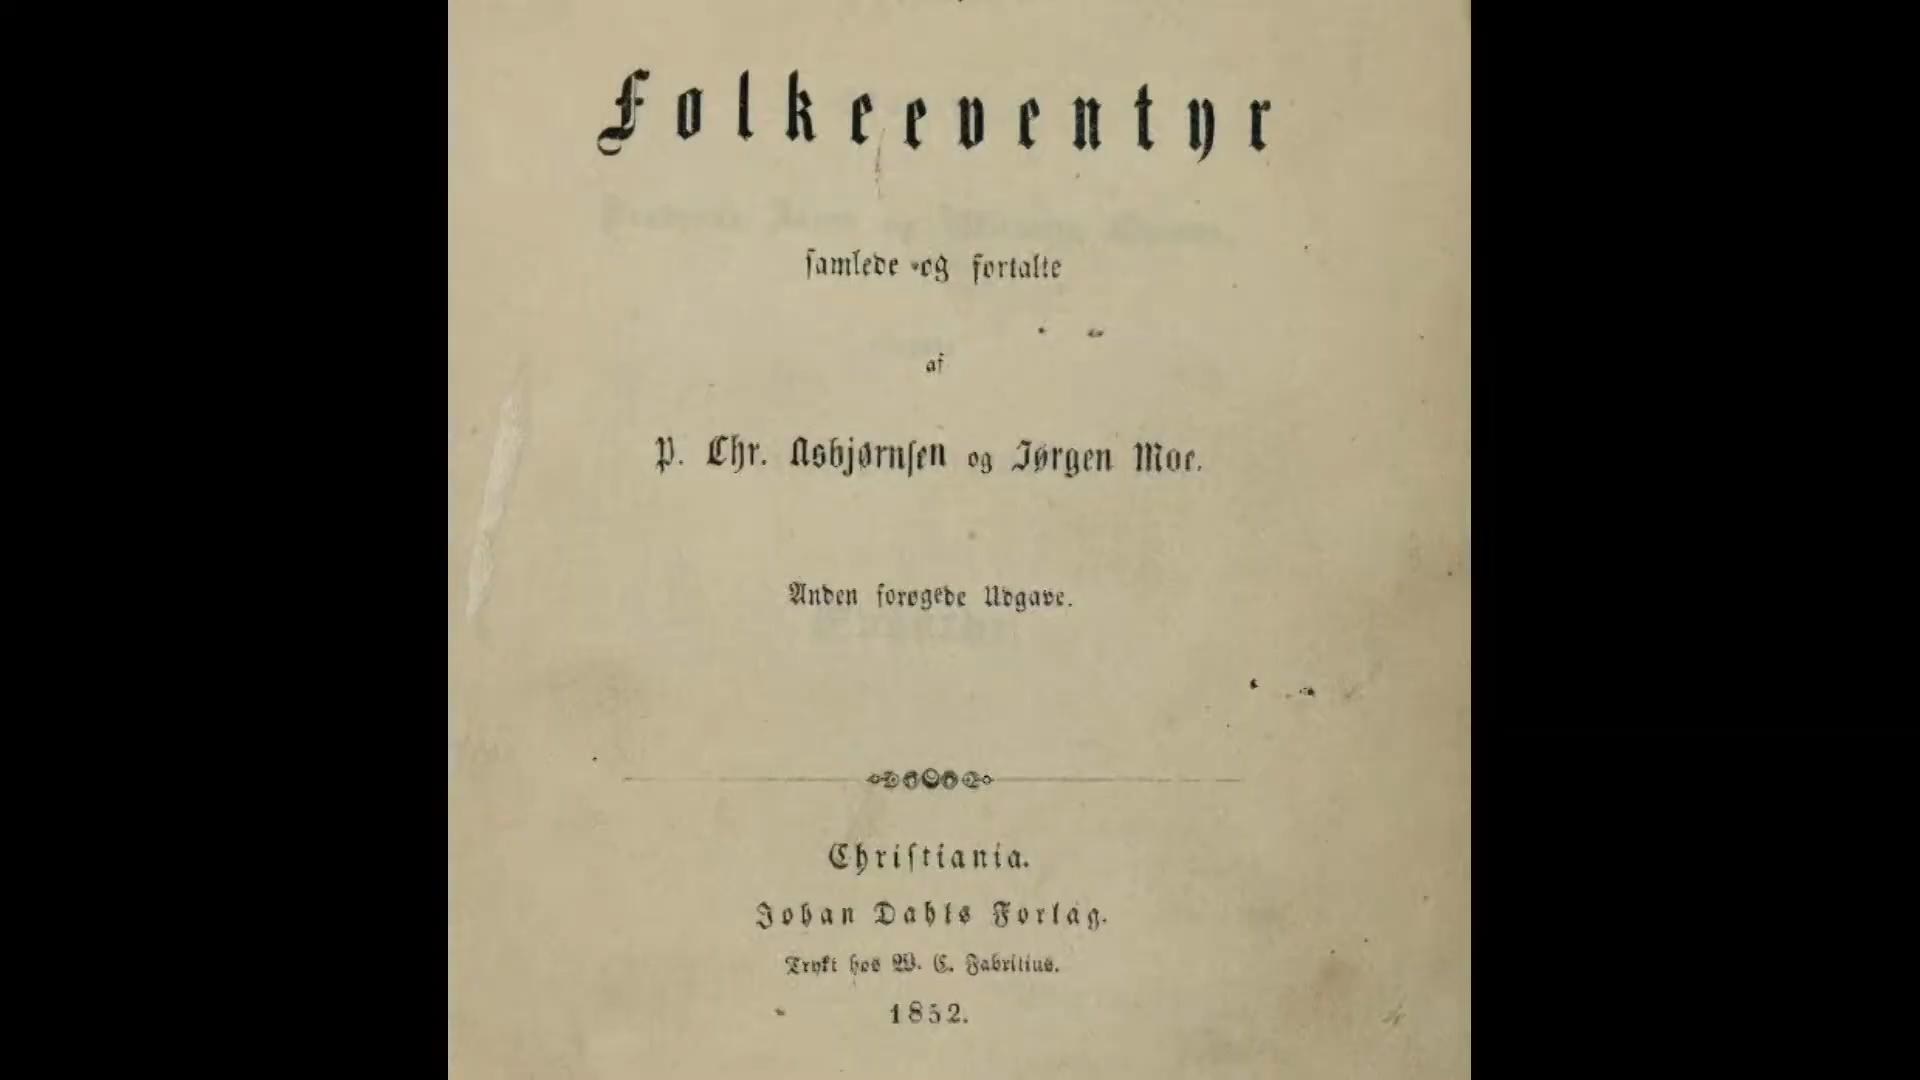 Folkeeventyr
samlede og fortalte
af
P. Chr. Asbjørnsen og Jørgen Moe.
Anden forøgede Udgave.
Christiania.
Johan Dahls Forlag.
Trykt hos W. C. Fabritius.
1852.